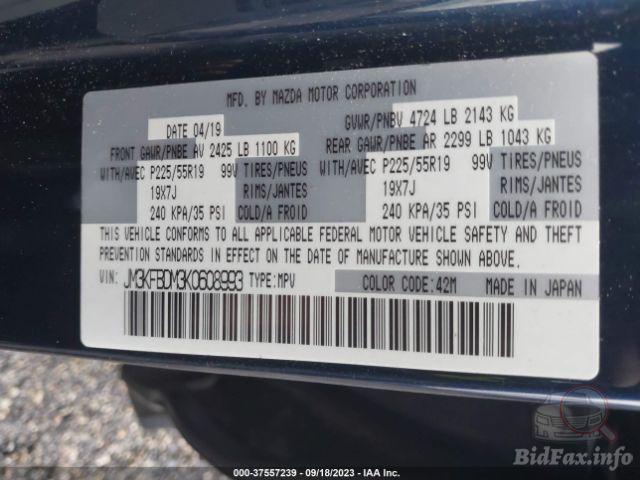 MFD. BY MAZDA MOTOR CORPORATION
DATE 04/19 GVWR/PNBV 4724 LB 2143 KG
FRONT GAWR/PNBE AV 2425 LB 1100 KG REAR GAWR/PNBE AR 2299 LB 1043 KG
WITH/AVEC P225/55R19 99V TIRES/PNEUS WITH/AVEC P225/55R19 99V TIRES/PNEUS
19X7J RIMS/JANTES 19X7J RIMS/JANTES
240 KPA/35 PSI COLD/A FROID 240 KPA/35 PSI COLD/A FROID
THIS VEHICLE CONFORMS TO ALL APPLICABLE FEDERAL MOTOR VEHICLE SAFETY AND THEFT
PREVENTION STANDARDS IN EFFECT ON THE DATE OF MANUFACTURE SHOWN ABOVE.
VIN: JM3KFBDM3K0608993 TYPE: MPV COLOR CODE: 42M MADE IN JAPAN
BidFax.info
000-37557239 - 09/18/2023 - IAA Inc.